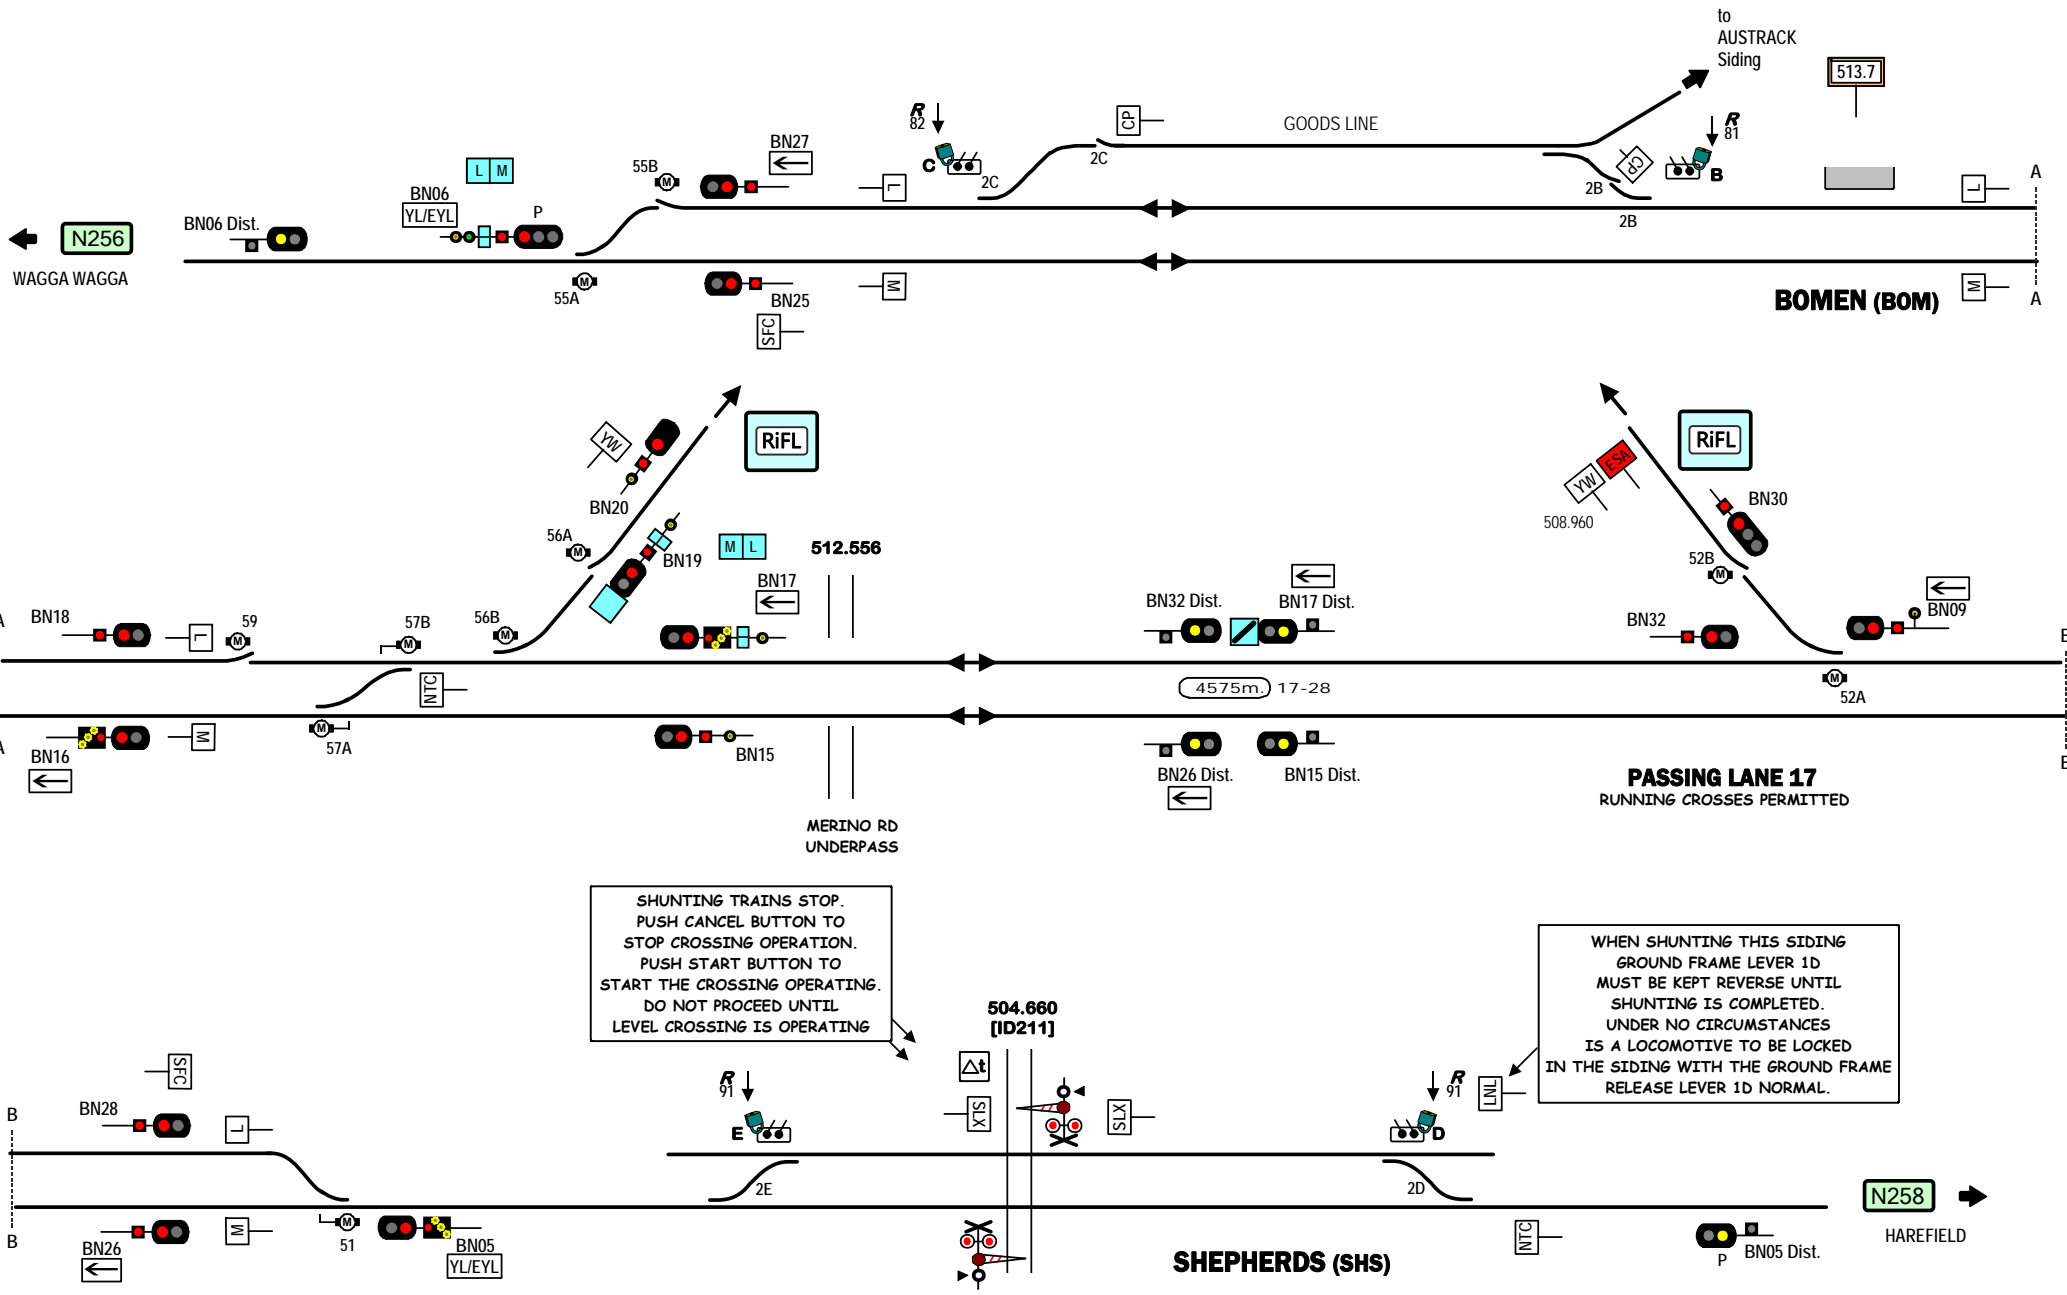 to
AUSTRACK
Siding
513.7
R
82
CP
GOODS LINE
R
81
BN27
55B
L M
BN06
YL/EYL
P
BN06 Dist.
N256
WAGGA WAGGA
C
2C
2C
L
CP
B
2B
2B
L
A
55A
BN25
SFC
M
BOMEN (BOM)
M
A
RiFL
YW
BN20
56A
BN19
M L
512.556
RiFL
ESA
YW
508.960
BN30
52B
A
BN18
L
59
57B
56B
BN17
BN32 Dist.
BN17 Dist.
BN32
BN09
B
NTC
4575m. 17-28
52A
A
BN16
M
57A
BN15
BN26 Dist.
BN15 Dist.
B
MERINO RD
UNDERPASS
PASSING LANE 17
RUNNING CROSSES PERMITTED
SHUNTING TRAINS STOP.
PUSH CANCEL BUTTON TO
STOP CROSSING OPERATION.
PUSH START BUTTON TO
START THE CROSSING OPERATING.
DO NOT PROCEED UNTIL
LEVEL CROSSING IS OPERATING
504.660
[ID211]
WHEN SHUNTING THIS SIDING
GROUND FRAME LEVER 1D
MUST BE KEPT REVERSE UNTIL
SHUNTING IS COMPLETED.
UNDER NO CIRCUMSTANCES
IS A LOCOMOTIVE TO BE LOCKED
IN THE SIDING WITH THE GROUND FRAME
RELEASE LEVER 1D NORMAL.
SFC
Δt
R
91
R
91
LNL
B
BN28
L
E
SLX
SLX
D
2E
2D
N258
HAREFIELD
B
BN26
M
M
51
BN05
YL/EYL
SHEPHERDS (SHS)
NTC
P
BN05 Dist.
M
M
M
M
M
M
M
M
M